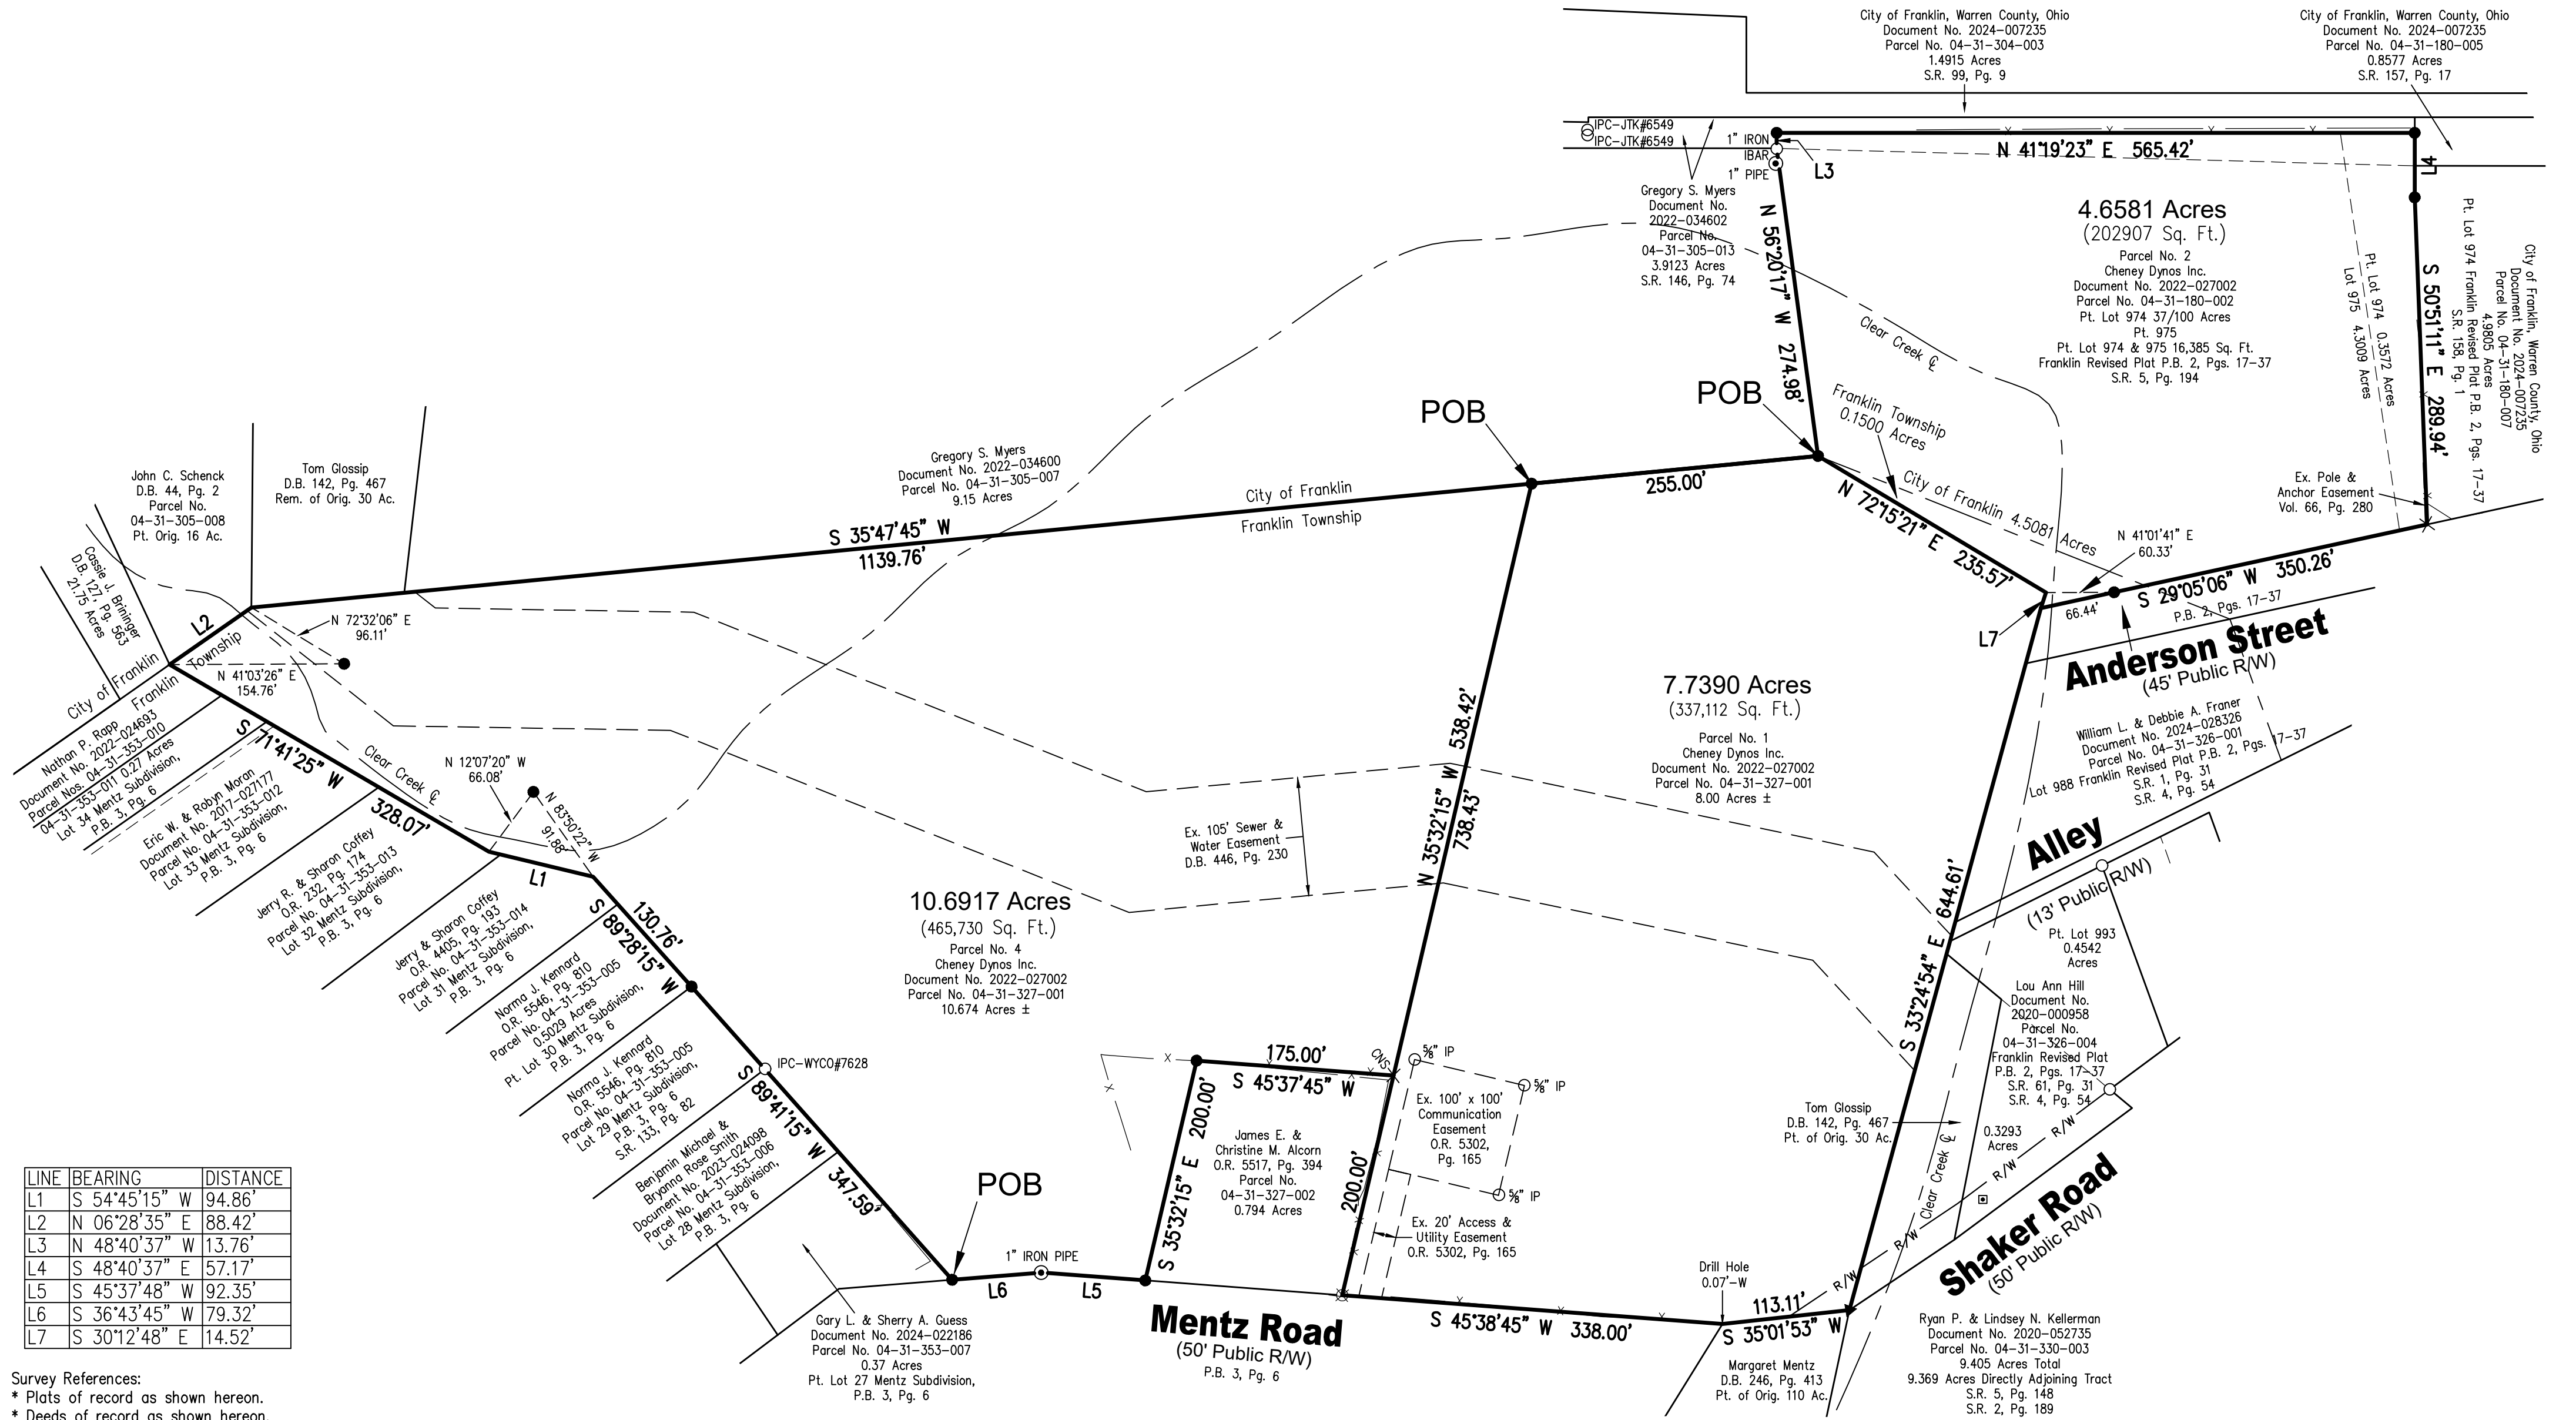 City of Franklin, Warren County, Ohio
Document No. 2024-007235
Parcel No. 04-31-304-003
1.4915 Acres
S.R. 99, Pg. 9
City of Franklin, Warren County, Ohio
Document No. 2024-007235
Parcel No. 04-31-180-005
0.8577 Acres
S.R. 157, Pg. 17
IPC-JTK#6549
IPC-JTK#6549
1" IRON
IBAR
1" PIPE
L3
N 41°19'23" E 565.42'
L4
Gregory S. Myers
Document No.
2022-034602
Parcel No.
04-31-305-013
3.9123 Acres
S.R. 146, Pg. 74
N 56°20'17" W 274.98'
4.6581 Acres
(202907 Sq. Ft.)
Parcel No. 2
Cheney Dynos Inc.
Document No. 2022-027002
Parcel No. 04-31-180-002
Pt. Lot 974 37/100 Acres
Pt. 975
Pt. Lot 974 & 975 16,385 Sq. Ft.
Franklin Revised Plat P.B. 2, Pgs. 17-37
S.R. 5, Pg. 194
Pt. Lot 974 0.3572 Acres
Lot 975 4.3009 Acres
S 50°51'11" E 289.94'
City of Franklin, Warren County, Ohio
Document No. 2024-007235
Parcel No. 04-31-180-007
4.9805 Acres
Pt. Lot 974 Franklin Revised Plat P.B. 2, Pgs. 17-37
S.R. 158, Pg. 1
Clear Creek ℄
POB
POB
Franklin Township
0.1500 Acres
City of Franklin 4.5081 Acres
Ex. Pole &
Anchor Easement
Vol. 66, Pg. 280
N 72°15'21" E 235.57'
N 41°01'41" E
60.33'
S 29°05'06" W 350.26'
66.44'
P.B. 2, Pgs. 17-37
L7
Anderson Street
(45' Public R/W)
John C. Schenck
D.B. 44, Pg. 2
Parcel No.
04-31-305-008
Pt. Orig. 16 Ac.
Tom Glossip
D.B. 142, Pg. 467
Rem. of Orig. 30 Ac.
Gregory S. Myers
Document No. 2022-034600
Parcel No. 04-31-305-007
9.15 Acres
City of Franklin
Franklin Township
255.00'
S 35°47'45" W
1139.76'
Cassie J. Brininger
D.B. 127, Pg. 563
21.75 Acres
L2
N 72°32'06" E
96.11'
City of Franklin
Franklin Township
N 41°03'26" E
154.76'
Nathan P. Rapp
Document No. 2022-024693
Parcel Nos. 04-31-353-010
04-31-353-011 0.27 Acres
Lot 34 Mentz Subdivision,
P.B. 3, Pg. 6
S 71°41'25" W 328.07'
Clear Creek ℄
Eric W. & Robyn Moran
Document No. 2017-027177
Parcel No. 04-31-353-012
Lot 33 Mentz Subdivision,
P.B. 3, Pg. 6
Jerry R. & Sharon Coffey
O.R. 232, Pg. 174
Parcel No. 04-31-353-013
Lot 32 Mentz Subdivision,
P.B. 3, Pg. 6
N 12°07'20" W
66.08'
N 83°50'22" W
91.88'
L1
Jerry & Sharon Coffey
O.R. 4405, Pg. 193
Parcel No. 04-31-353-014
Lot 31 Mentz Subdivision,
P.B. 3, Pg. 6
130.76'
S 89°28'15" W
Norma J. Kennard
O.R. 5546, Pg. 810
Parcel No. 04-31-353-005
0.5029 Acres
Pt. Lot 30 Mentz Subdivision,
P.B. 3, Pg. 6
Norma J. Kennard
O.R. 5546, Pg. 810
Parcel No. 04-31-353-005
Lot 29 Mentz Subdivision,
P.B. 3, Pg. 6
S.R. 133, Pg. 82
IPC-WYCO#7628
S 89°41'15" W 347.59'
Benjamin Michael &
Bryanna Rose Smith
Document No. 2023-024098
Parcel No. 04-31-353-006
Lot 28 Mentz Subdivision,
P.B. 3, Pg. 6
10.6917 Acres
(465,730 Sq. Ft.)
Parcel No. 4
Cheney Dynos Inc.
Document No. 2022-027002
Parcel No. 04-31-327-001
10.674 Acres ±
Ex. 105' Sewer &
Water Easement
D.B. 446, Pg. 230
N 35°32'15" W 538.42'
738.43'
7.7390 Acres
(337,112 Sq. Ft.)
Parcel No. 1
Cheney Dynos Inc.
Document No. 2022-027002
Parcel No. 04-31-327-001
8.00 Acres ±
William L. & Debbie A. Franer
Document No. 2024-028326
Parcel No. 04-31-326-001
Lot 988 Franklin Revised Plat P.B. 2, Pgs. 17-37
S.R. 1, Pg. 31
S.R. 4, Pg. 54
Alley
(13' Public R/W)
S 33°24'54" E 644.61'
Pt. Lot 993
0.4542
Acres
Lou Ann Hill
Document No.
2020-000958
Parcel No.
04-31-326-004
Franklin Revised Plat
P.B. 2, Pgs. 17-37
S.R. 61, Pg. 31
S.R. 4, Pg. 54
0.3293
Acres
R/W
R/W
R/W
R/W
Clear Creek ℄
Tom Glossip
D.B. 142, Pg. 467
Pt. of Orig. 30 Ac.
Shaker Road
(50' Public R/W)
175.00'
S 45°37'45" W
CNS
S 35°32'15" E 200.00'
James E. &
Christine M. Alcorn
O.R. 5517, Pg. 394
Parcel No.
04-31-327-002
0.794 Acres
200.00'
⅝" IP
⅝" IP
⅝" IP
Ex. 100' x 100'
Communication
Easement
O.R. 5302,
Pg. 165
Ex. 20' Access &
Utility Easement
O.R. 5302, Pg. 165
POB
1" IRON PIPE
L6
L5
Mentz Road
(50' Public R/W)
P.B. 3, Pg. 6
S 45°38'45" W 338.00'
Drill Hole
0.07'-W
113.11'
S 35°01'53" W
Gary L. & Sherry A. Guess
Document No. 2024-022186
Parcel No. 04-31-353-007
0.37 Acres
Pt. Lot 27 Mentz Subdivision,
P.B. 3, Pg. 6
Margaret Mentz
D.B. 246, Pg. 413
Pt. of Orig. 110 Ac.
Ryan P. & Lindsey N. Kellerman
Document No. 2020-052735
Parcel No. 04-31-330-003
9.405 Acres Total
9.369 Acres Directly Adjoining Tract
S.R. 5, Pg. 148
S.R. 2, Pg. 189
LINE BEARING DISTANCE
L1 S 54°45'15" W 94.86'
L2 N 06°28'35" E 88.42'
L3 N 48°40'37" W 13.76'
L4 S 48°40'37" E 57.17'
L5 S 45°37'48" W 92.35'
L6 S 36°43'45" W 79.32'
L7 S 30°12'48" E 14.52'
Survey References:
* Plats of record as shown hereon.
* Deeds of record as shown hereon.